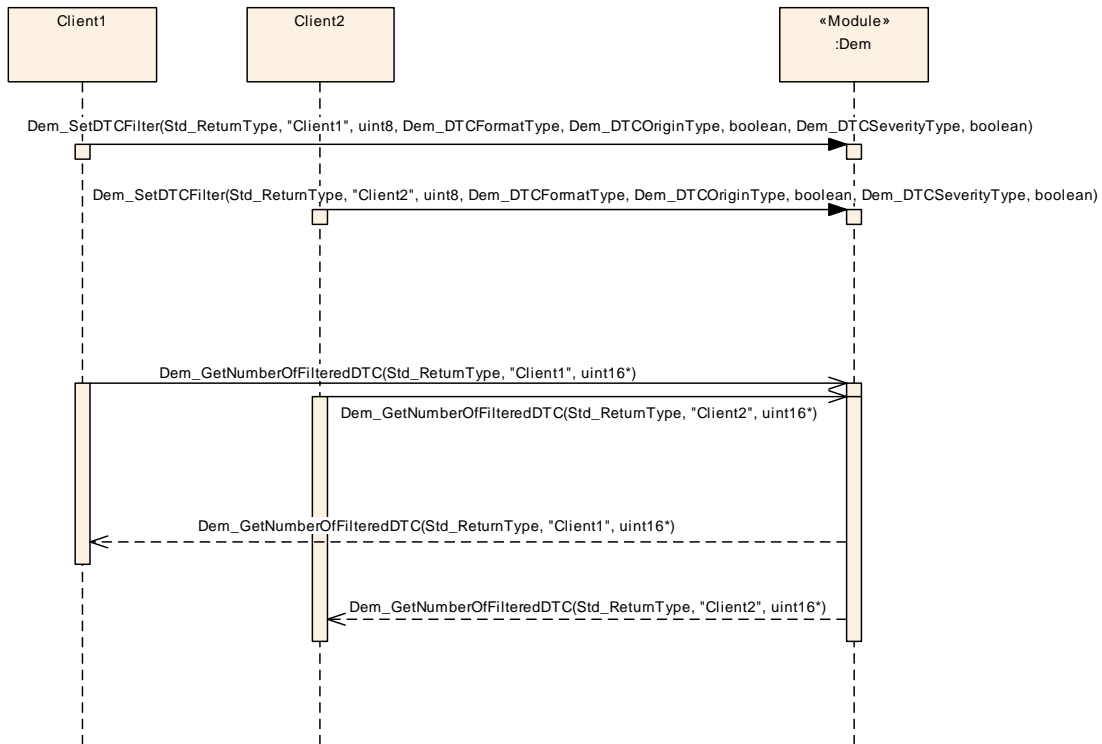 Client1
Client2
«Module»
:Dem
Dem_SetDTCFilter(Std_ReturnType, "Client1", uint8, Dem_DTCFormatType, Dem_DTCOriginType, boolean, Dem_DTCSeverityType, boolean)
Dem_SetDTCFilter(Std_ReturnType, "Client2", uint8, Dem_DTCFormatType, Dem_DTCOriginType, boolean, Dem_DTCSeverityType, boolean)
Dem_GetNumberOfFilteredDTC(Std_ReturnType, "Client1", uint16*)
Dem_GetNumberOfFilteredDTC(Std_ReturnType, "Client2", uint16*)
Dem_GetNumberOfFilteredDTC(Std_ReturnType, "Client1", uint16*)
Dem_GetNumberOfFilteredDTC(Std_ReturnType, "Client2", uint16*)